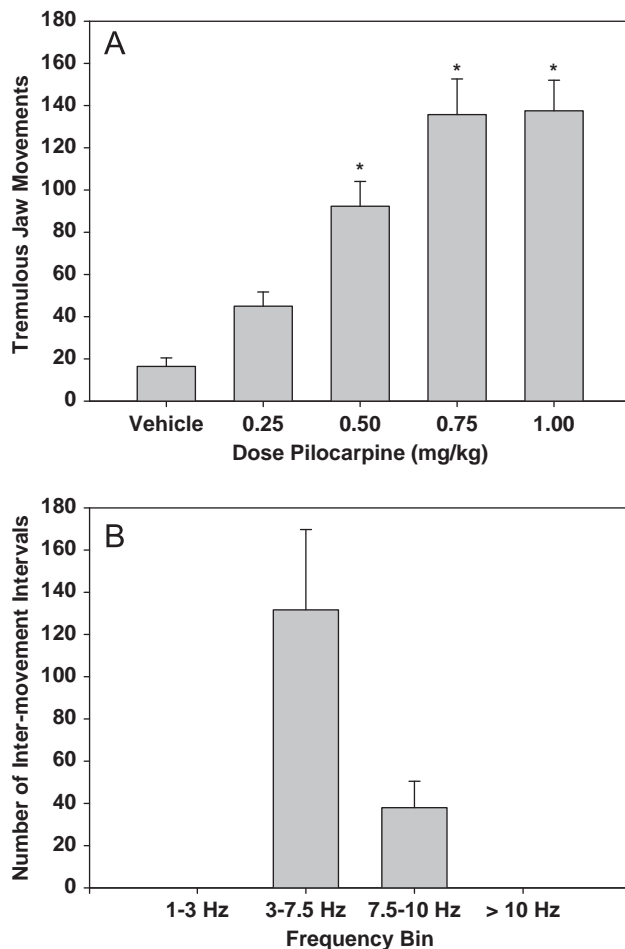 180
A
160
*
*
140
120
*
100
80
60
40
20
0
Tremulous Jaw Movements
Vehicle 0.25 0.50 0.75 1.00
Dose Pilocarpine (mg/kg)
180
B
160
140
120
100
80
60
40
20
0
Number of Inter-movement Intervals
1-3 Hz 3-7.5 Hz 7.5-10 Hz > 10 Hz
Frequency Bin